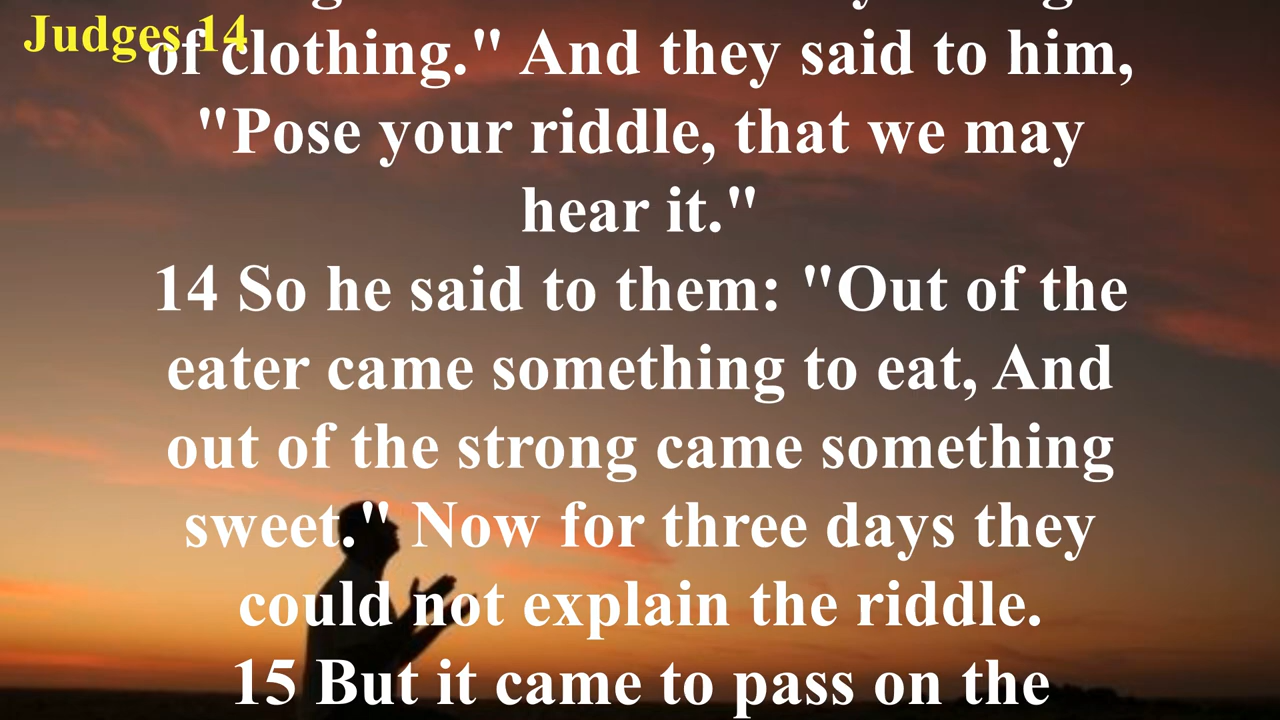 Judges 14
of clothing." And they said to him,
"Pose your riddle, that we may
hear it."
14 So he said to them: "Out of the
eater came something to eat, And
out of the strong came something
sweet." Now for three days they
could not explain the riddle.
15 But it came to pass on the